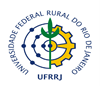 UNIVERSIDADE FEDERAL RURAL DO RIO DE JANEIRO
UFRRJ